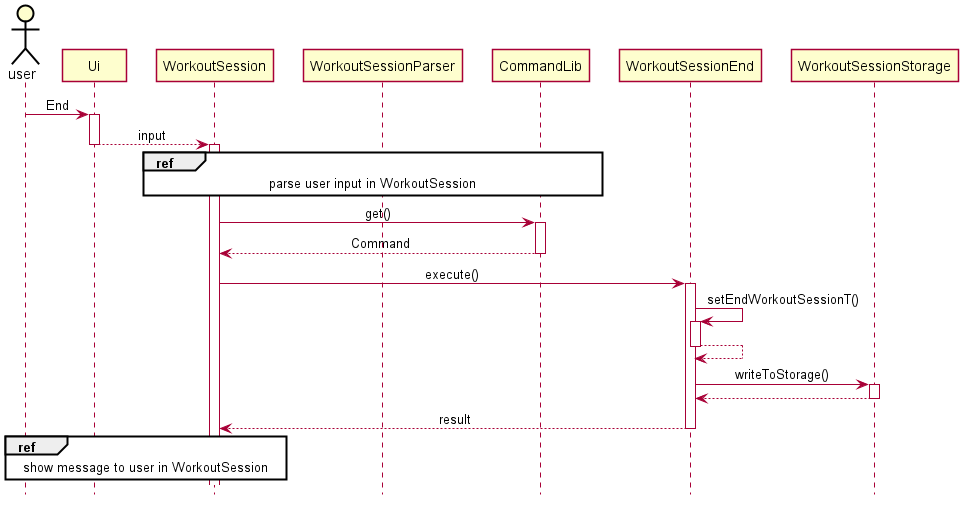 user
Ui
WorkoutSession
WorkoutSessionParser
CommandLib
WorkoutSessionEnd
WorkoutSessionStorage
End
input
ref
parse user input in WorkoutSession
get()
Command
execute()
setEndWorkoutSessionT()
writeToStorage()
result
ref
show message to user in WorkoutSession